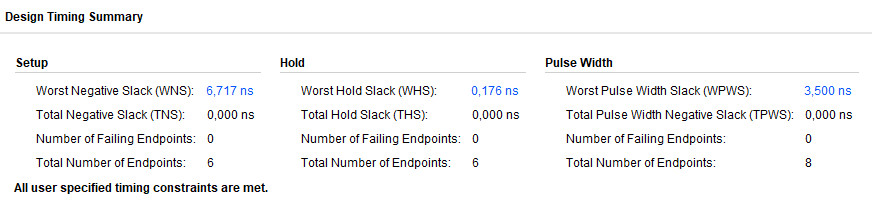 Design Timing Summary
Setup Hold Pulse Width
Worst Negative Slack (WNS): 6,717 ns Worst Hold Slack (WHS): 0,176 ns Worst Pulse Width Slack (WPWS): 3,500 ns
Total Negative Slack (TNS): 0,000 ns Total Hold Slack (THS): 0,000 ns Total Pulse Width Negative Slack (TPWS): 0,000 ns
Number of Failing Endpoints: 0 Number of Failing Endpoints: 0 Number of Failing Endpoints: 0
Total Number of Endpoints: 6 Total Number of Endpoints: 6 Total Number of Endpoints: 8
All user specified timing constraints are met.